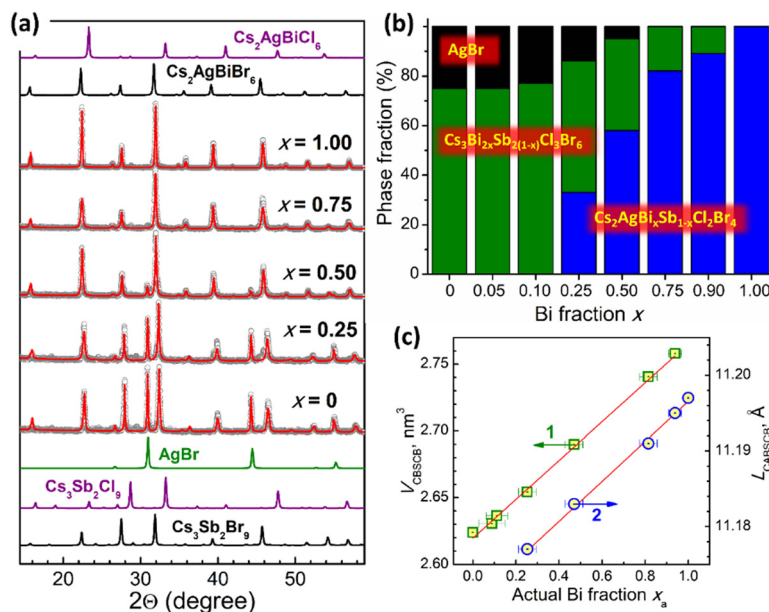 (a)
Cs₂AgBiCl₆
Cs₂AgBiBr₆
x = 1.00
x = 0.75
x = 0.50
x = 0.25
x = 0
AgBr
Cs₃Sb₂Cl₉
Cs₃Sb₂Br₉
20 30 40 50
2Θ (degree)
(b)
Phase fraction (%)
80
60
40
20
0
AgBr
Cs₃Bi₂ₓSb₂₍₁₋ₓ₎Cl₃Br₆
Cs₂AgBiₓSb₁₋ₓCl₂Br₄
0 0.05 0.10 0.25 0.50 0.75 0.90 1.00
Bi fraction x
(c)
V_CBSCB, nm³
2.75
2.70
2.65
2.60
1
2
11.20
11.19
11.18
L_CABSCB, Å
0.0 0.2 0.4 0.6 0.8 1.0
Actual Bi fraction xₐ